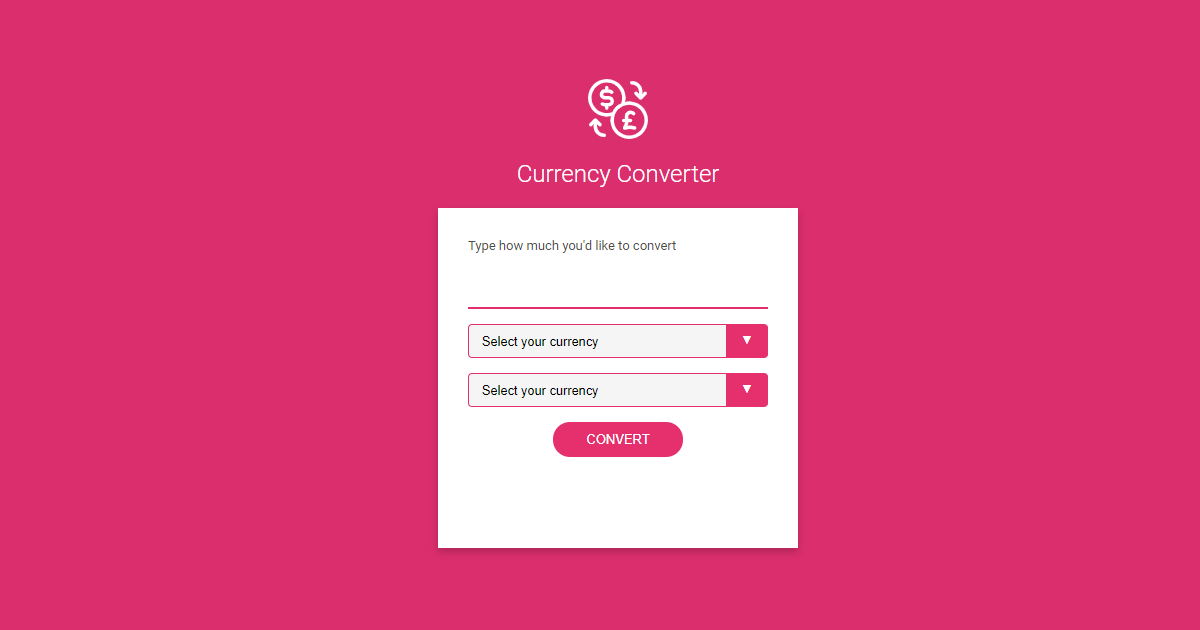 $
£
Currency Converter
Type how much you'd like to convert
Select your currency
Select your currency
CONVERT